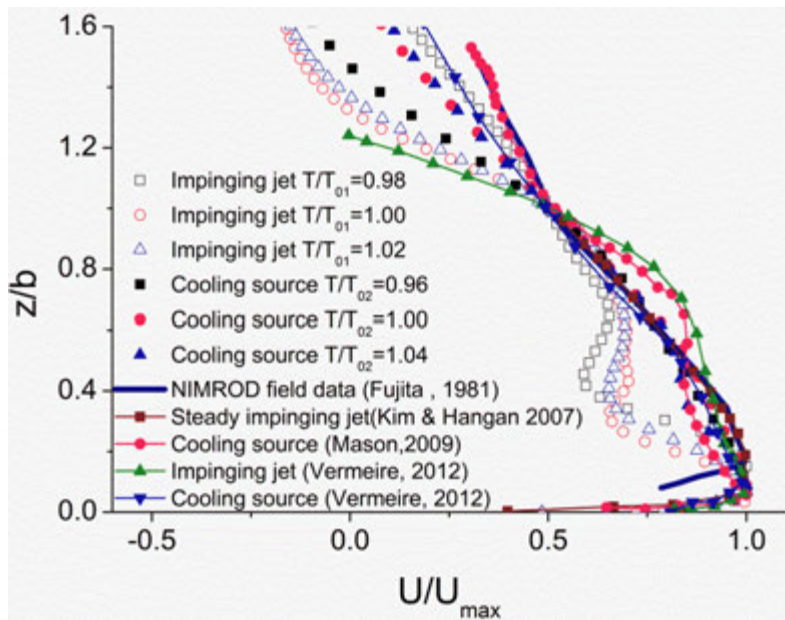 1.6
1.2
0.8
0.4
0.0
z/b
Impinging jet T/T01=0.98
Impinging jet T/T01=1.00
Impinging jet T/T01=1.02
Cooling source T/T02=0.96
Cooling source T/T02=1.00
Cooling source T/T02=1.04
NIMROD field data (Fujita , 1981)
Steady impinging jet(Kim & Hangan 2007)
Cooling source (Mason,2009)
Impinging jet (Vermeire, 2012)
Cooling source (Vermeire, 2012)
-0.5 0.0 0.5 1.0
U/Umax